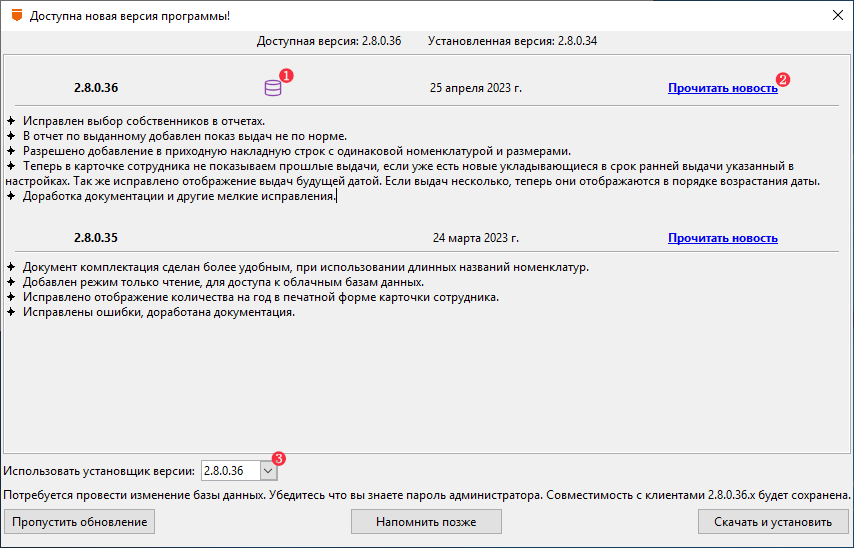 Доступна новая версия программы!
Доступная версия: 2.8.0.36 Установленная версия: 2.8.0.34
2.8.0.36 1 25 апреля 2023 г. Прочитать новость 2
Исправлен выбор собственников в отчетах.
В отчет по выданному добавлен показ выдач не по норме.
Разрешено добавление в приходную накладную строк с одинаковой номенклатурой и размерами.
Теперь в карточке сотрудника не показываем прошлые выдачи, если уже есть новые укладывающиеся в срок ранней выдачи указанный в
настройках. Так же исправлено отображение выдач будущей датой. Если выдач несколько, теперь они отображаются в порядке возрастания даты.
Доработка документации и другие мелкие исправления.
2.8.0.35 24 марта 2023 г. Прочитать новость
Документ комплектация сделан более удобным, при использовании длинных названий номенклатур.
Добавлен режим только чтение, для доступа к облачным базам данных.
Исправлено отображение количества на год в печатной форме карточки сотрудника.
Исправлены ошибки, доработана документация.
Использовать установщик версии: 2.8.0.36 3
Потребуется провести изменение базы данных. Убедитесь что вы знаете пароль администратора. Совместимость с клиентами 2.8.0.36.x будет сохранена.
Пропустить обновление Напомнить позже Скачать и установить